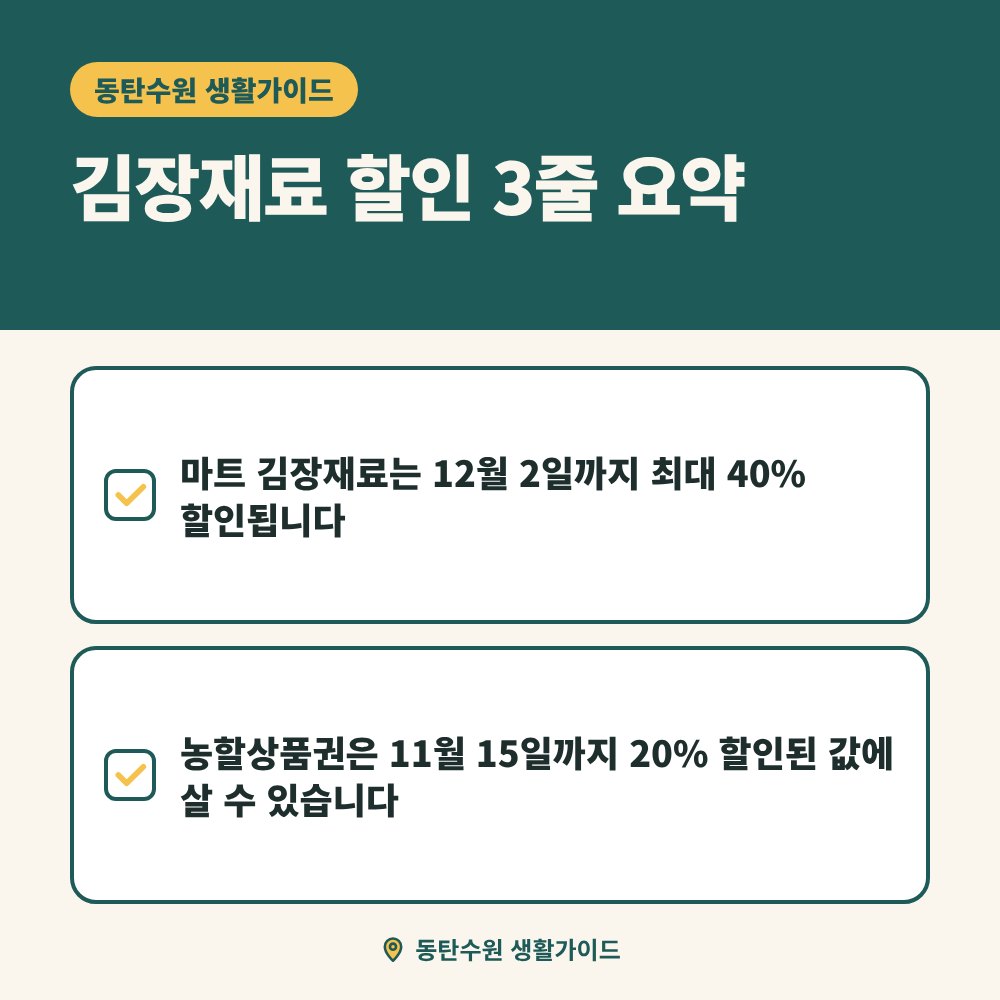 동탄수원 생활가이드
김장재료 할인 3줄 요약
마트 김장재료는 12월 2일까지 최대 40%
할인됩니다
농할상품권은 11월 15일까지 20% 할인된 값에
살 수 있습니다
동탄수원 생활가이드